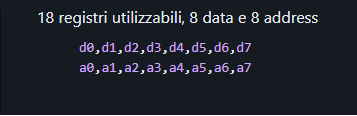 18 registri utilizzabili, 8 data e 8 address
d0,d1,d2,d3,d4,d5,d6,d7
a0,a1,a2,a3,a4,a5,a6,a7